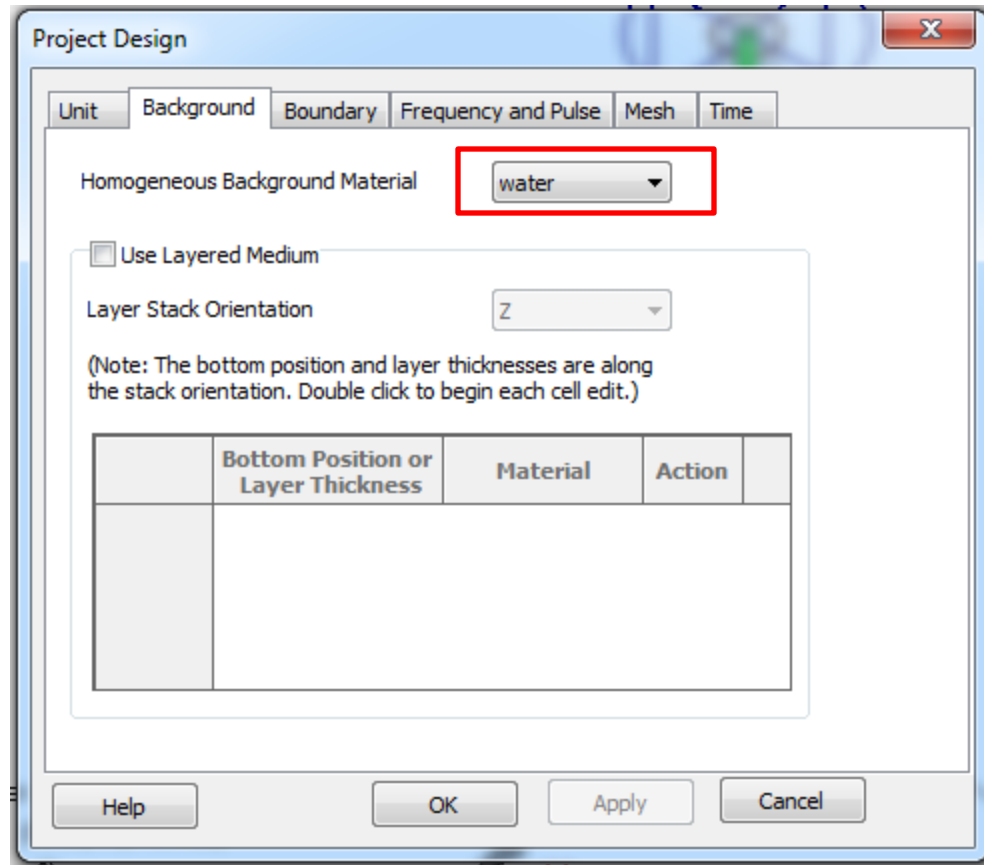 Project Design
Unit Background Boundary Frequency and Pulse Mesh Time
Homogeneous Background Material water
Use Layered Medium
Layer Stack Orientation Z
(Note: The bottom position and layer thicknesses are along
the stack orientation. Double click to begin each cell edit.)
Bottom Position or
Layer Thickness Material Action
Help OK Apply Cancel